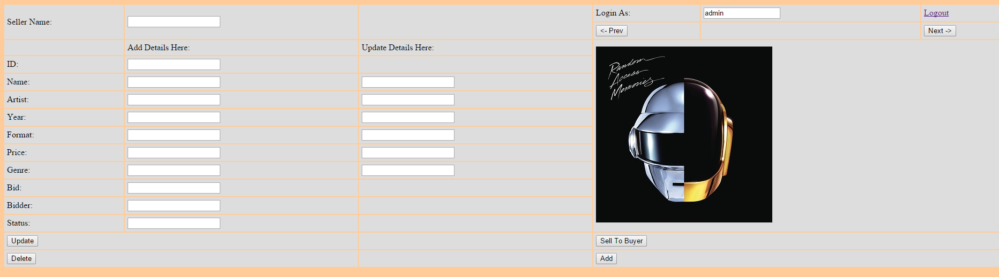 Seller Name:
Login As: admin Logout
<- Prev Next ->
Add Details Here: Update Details Here:
ID:
Name:
Artist:
Year:
Format:
Price:
Genre:
Bid:
Bidder:
Status:
Random
Access
Memories
Update Sell To Buyer
Delete Add